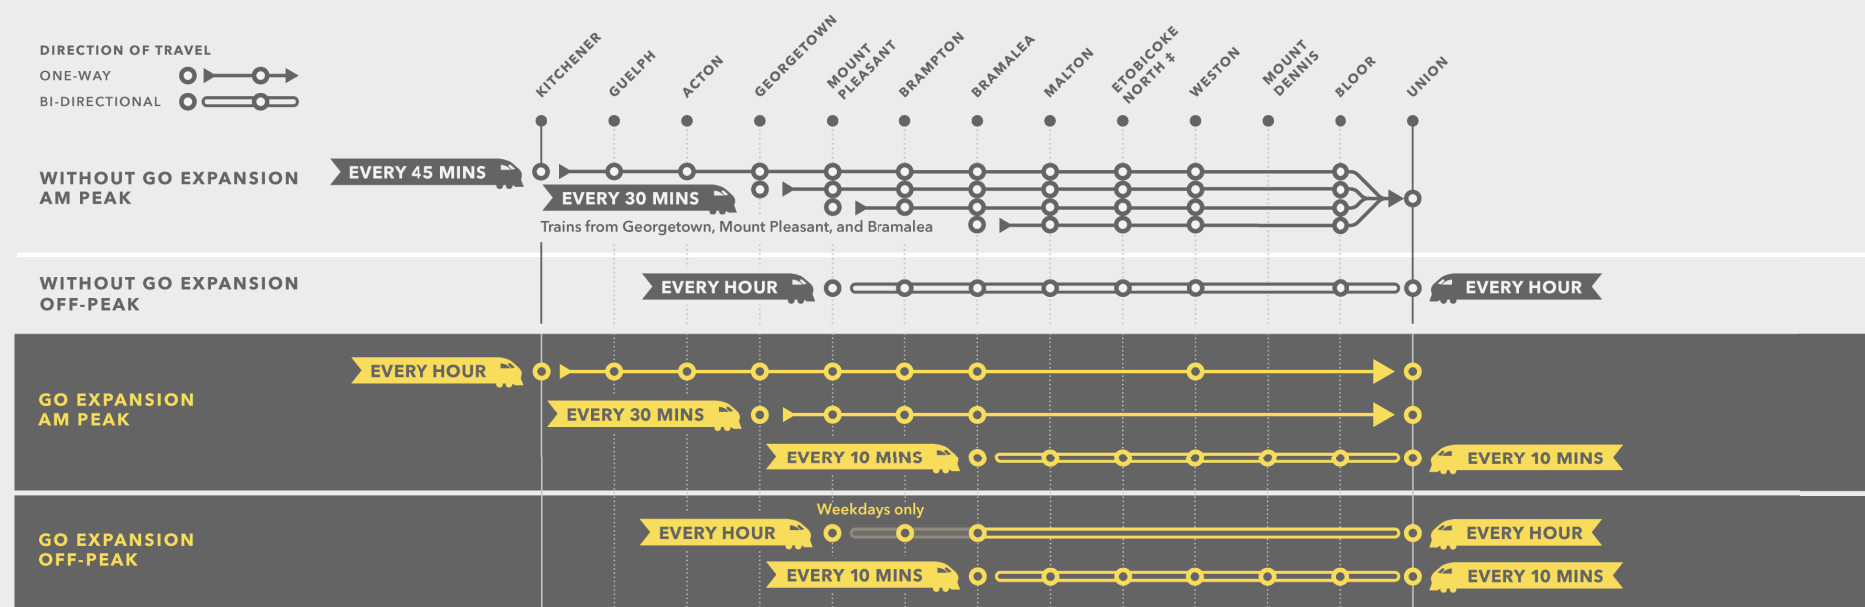 DIRECTION OF TRAVEL
ONE-WAY
BI-DIRECTIONAL
KITCHENER
GUELPH
ACTON
GEORGETOWN
MOUNT
PLEASANT
BRAMPTON
BRAMALEA
MALTON
ETOBICOKE
NORTH ‡
WESTON
MOUNT
DENNIS
BLOOR
UNION
WITHOUT GO EXPANSION
AM PEAK
EVERY 45 MINS
EVERY 30 MINS
Trains from Georgetown, Mount Pleasant, and Bramalea
WITHOUT GO EXPANSION
OFF-PEAK
EVERY HOUR
EVERY HOUR
GO EXPANSION
AM PEAK
EVERY HOUR
EVERY 30 MINS
EVERY 10 MINS
EVERY 10 MINS
GO EXPANSION
OFF-PEAK
Weekdays only
EVERY HOUR
EVERY HOUR
EVERY 10 MINS
EVERY 10 MINS